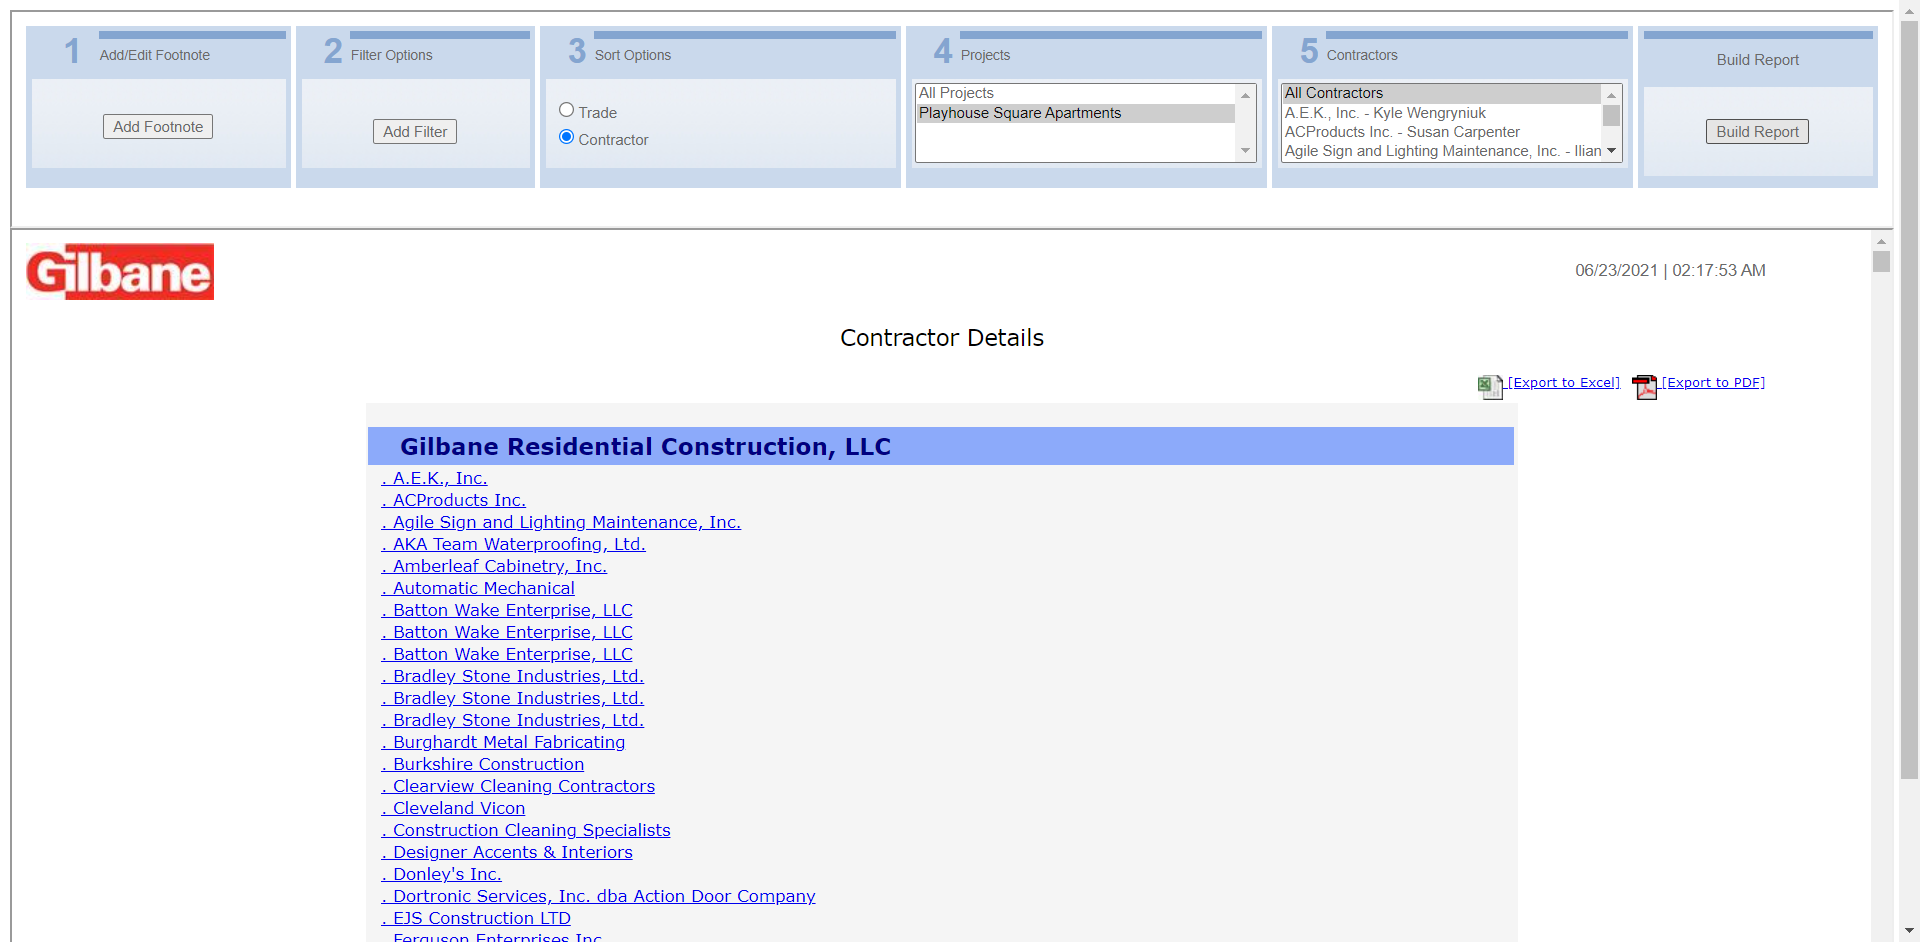 1 Add/Edit Footnote
Add Footnote
2 Filter Options
Add Filter
3 Sort Options
Trade
Contractor
4 Projects
All Projects
Playhouse Square Apartments
5 Contractors
All Contractors
A.E.K., Inc. - Kyle Wengryniuk
ACProducts Inc. - Susan Carpenter
Agile Sign and Lighting Maintenance, Inc. - Ilian
Build Report
Build Report
Gilbane
06/23/2021 | 02:17:53 AM
Contractor Details
[Export to Excel] [Export to PDF]
Gilbane Residential Construction, LLC
. A.E.K., Inc.
. ACProducts Inc.
. Agile Sign and Lighting Maintenance, Inc.
. AKA Team Waterproofing, Ltd.
. Amberleaf Cabinetry, Inc.
. Automatic Mechanical
. Batton Wake Enterprise, LLC
. Batton Wake Enterprise, LLC
. Batton Wake Enterprise, LLC
. Bradley Stone Industries, Ltd.
. Bradley Stone Industries, Ltd.
. Bradley Stone Industries, Ltd.
. Burghardt Metal Fabricating
. Burkshire Construction
. Clearview Cleaning Contractors
. Cleveland Vicon
. Construction Cleaning Specialists
. Designer Accents & Interiors
. Donley's Inc.
. Dortronic Services, Inc. dba Action Door Company
. EJS Construction LTD
. Ferguson Enterprises Inc.